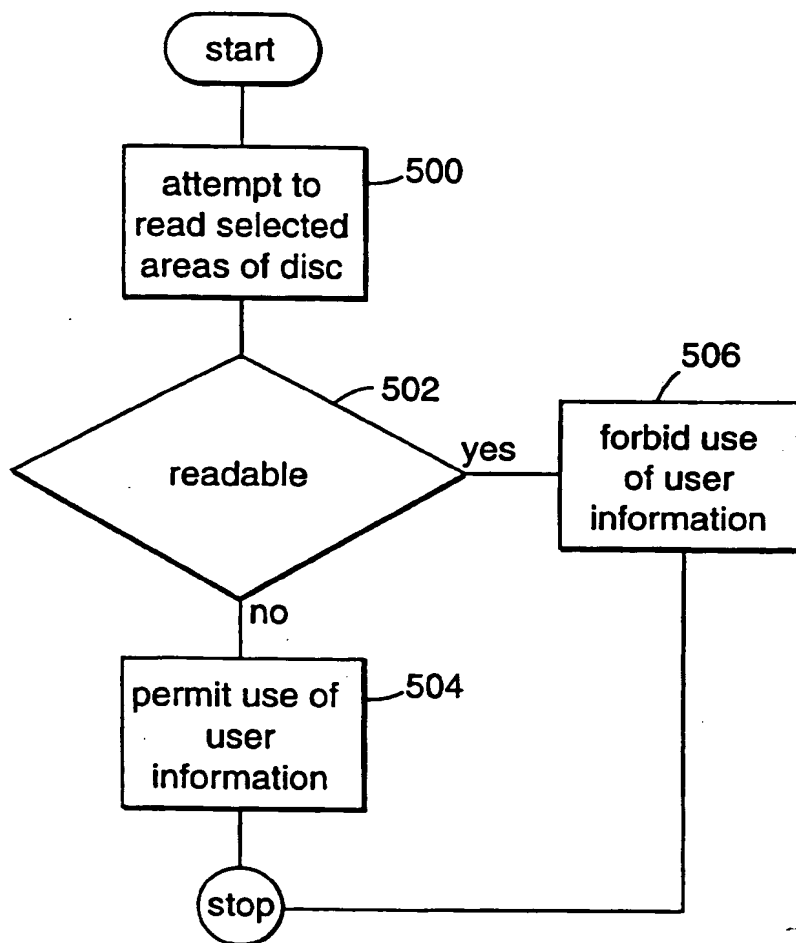 start
500
attempt to
read selected
areas of disc
502
readable
yes
506
forbid use
of user
information
no
504
permit use of
user
information
stop